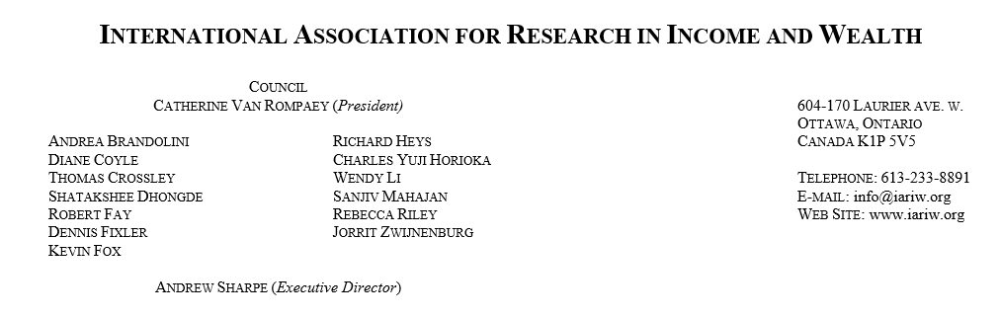 INTERNATIONAL ASSOCIATION FOR RESEARCH IN INCOME AND WEALTH
COUNCIL
CATHERINE VAN ROMPAEY (President)
ANDREA BRANDOLINI
DIANE COYLE
THOMAS CROSSLEY
SHATAKSHEE DHONGDE
ROBERT FAY
DENNIS FIXLER
KEVIN FOX
RICHARD HEYS
CHARLES YUJI HORIOKA
WENDY LI
SANJIV MAHAJAN
REBECCA RILEY
JORRIT ZWIJNENBURG
ANDREW SHARPE (Executive Director)
604-170 LAURIER AVE. W.
OTTAWA, ONTARIO
CANADA K1P 5V5
TELEPHONE: 613-233-8891
E-MAIL: info@iariw.org
WEB SITE: www.iariw.org